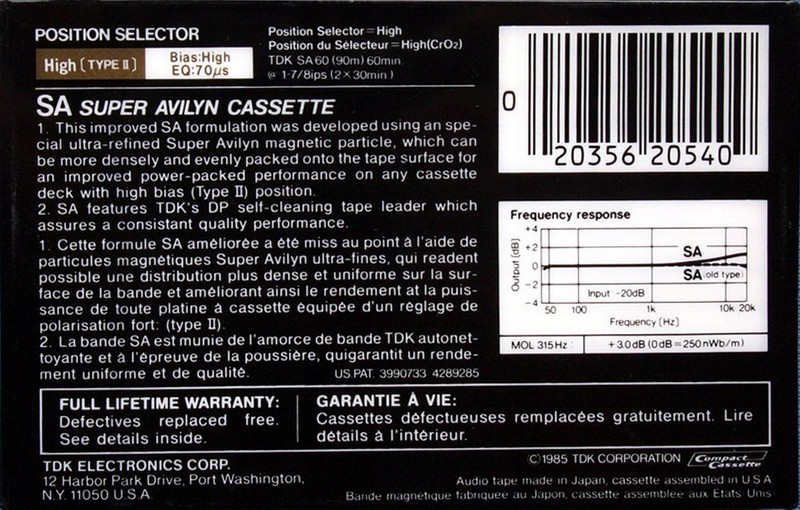 POSITION SELECTOR
High (TYPE II)
Bias:High
EQ:70μs
Position Selector=High
Position du Sélecteur=High(CrO2)
TDK SA60 (90m) 60min.
@ 1-7/8ips (2×30min)
SA SUPER AVILYN CASSETTE
1. This improved SA formulation was developed using an spe-
cial ultra-refined Super Avilyn magnetic particle, which can
be more densely and evenly packed onto the tape surface for
an improved power-packed performance on any cassette
deck with high bias (Type II) position.
2. SA features TDK's DP self-cleaning tape leader which
assures a consistant quality performance.
1. Cette formule SA améliorée a été miss au point à l'aide de
particules magnétiques Super Avilyn ultra-fines, qui readent
possible une distribution plus dense et uniforme sur la sur-
face de la bande et améliorant ainsi le rendement at la puis-
sance de toute platine à cassette équipée d'un réglage de
polarisation fort: (type II).
2. La bande SA est munie de l'amorce de bande TDK autonet-
toyante et à l'épreuve de la poussière, quigarantit un rende-
ment uniforme et de qualité.
US PAT. 3990733 4289285
0
20356 20540
Frequency response
Output (dB)
+4
+2
0
-2
-4
SA
SA (old type)
Input: -20dB
50 100 1k 10k 20k
Frequency (Hz)
MOL 315Hz: +3.0dB (0dB=250nWb/m)
FULL LIFETIME WARRANTY:
Defectives replaced free.
See details inside.
GARANTIE À VIE:
Cassettes défectueuses remplacées gratuitement. Lire
détails à l'intérieur.
TDK ELECTRONICS CORP.
12 Harbor Park Drive, Port Washington,
N.Y. 11050 U.S.A
©1985 TDK CORPORATION
Compact
Cassette
Audio tape made in Japan, cassette assembled in U S A
Bande magnetique fabriquee au Japon, cassette assemblee aux Etats Unis